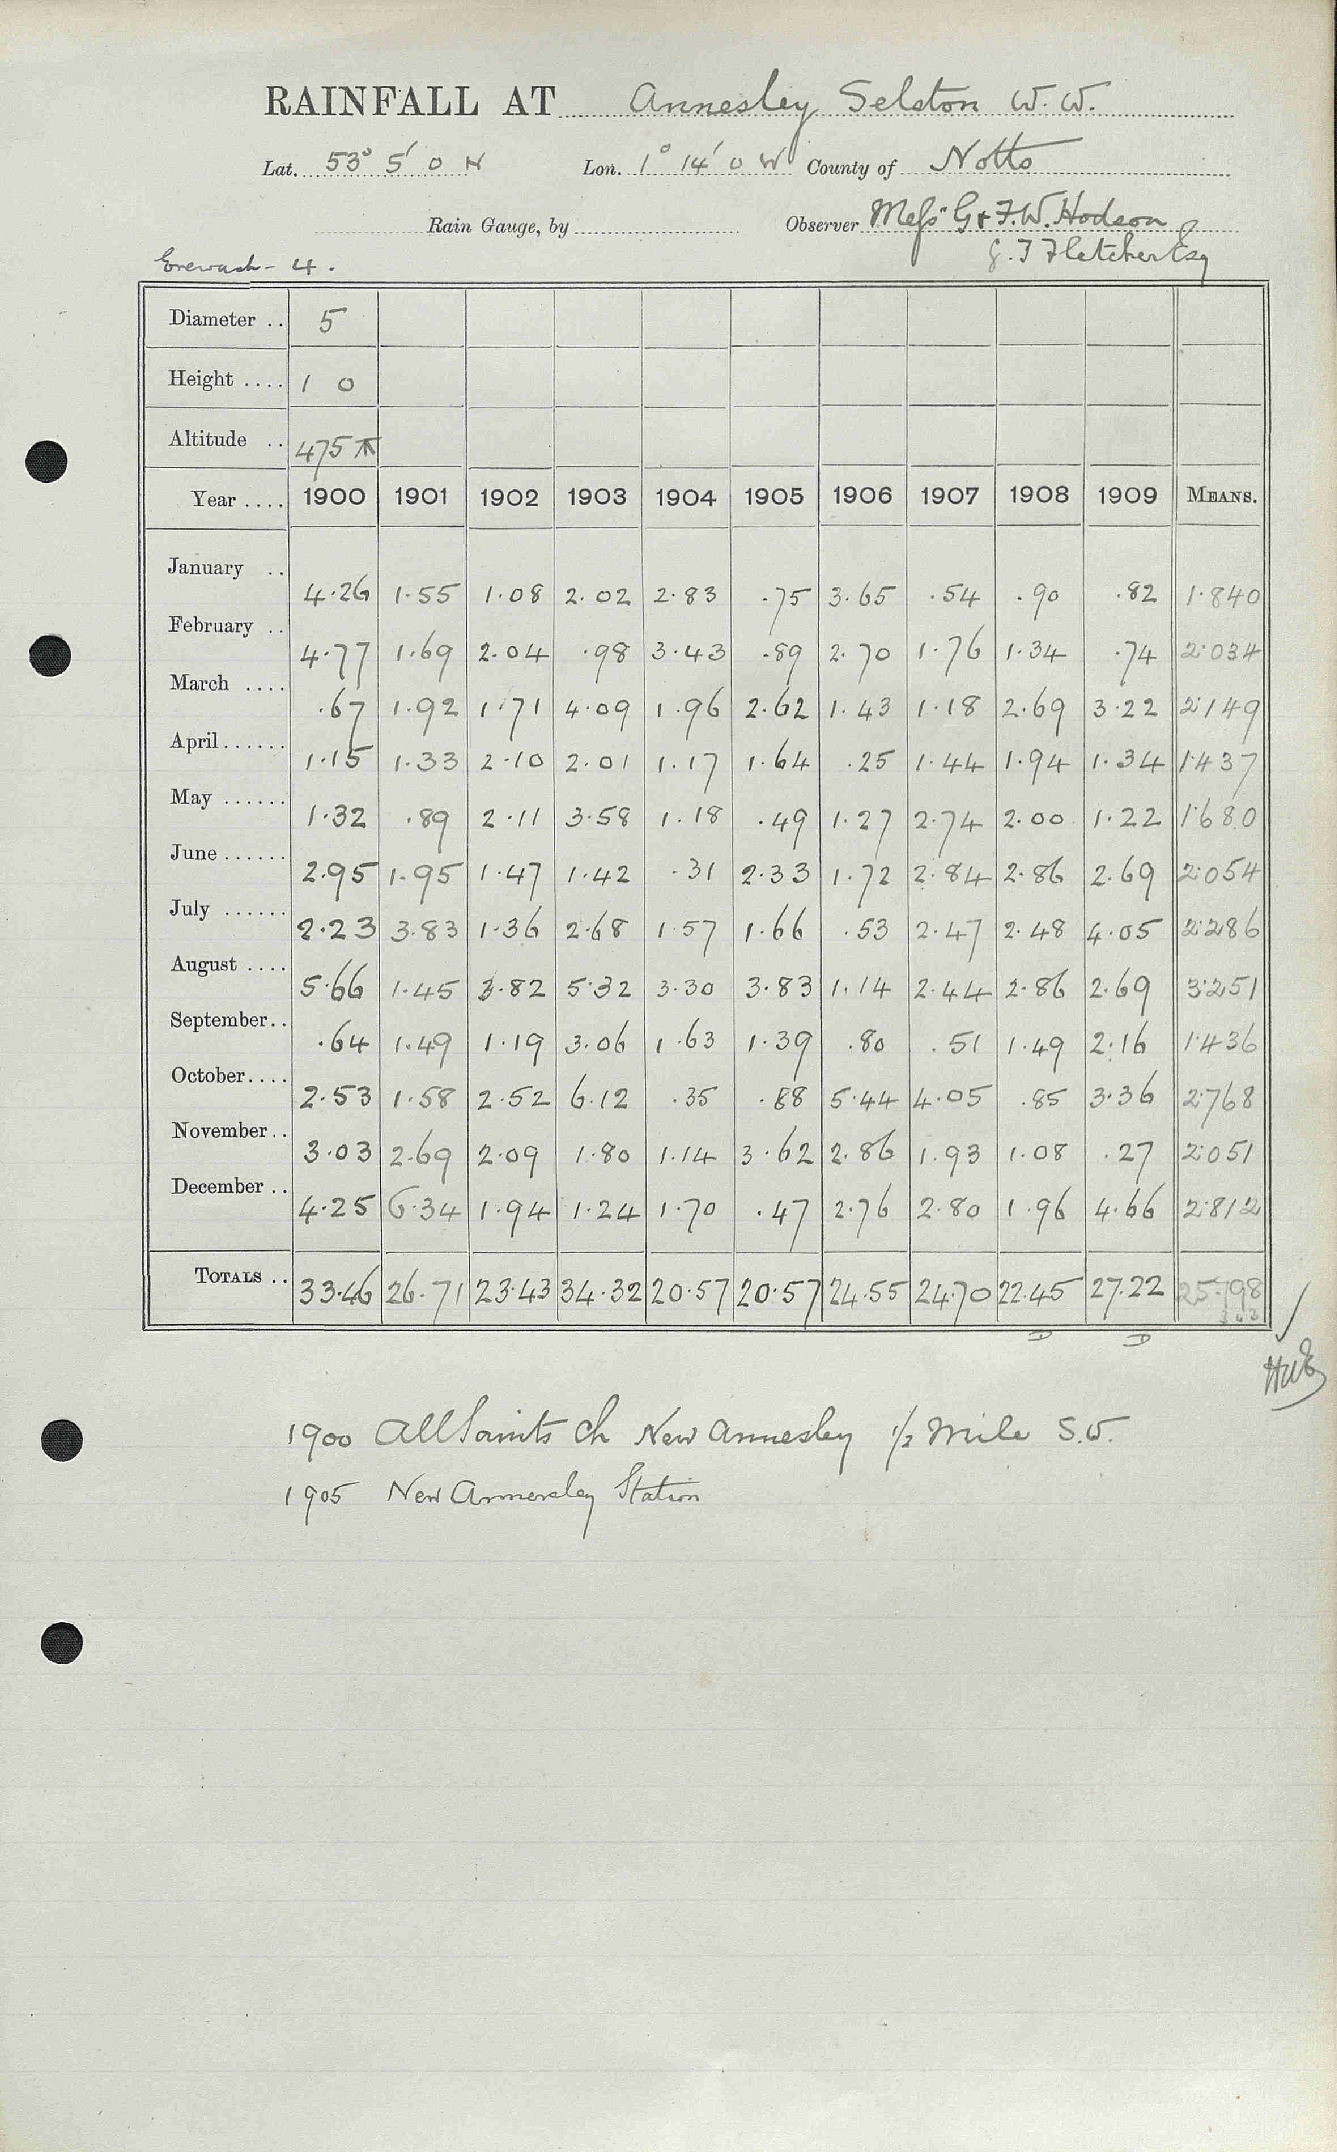 RAINFALL AT Annesley Selston W.W.
Lat. 53° 5' 0 N Lon. 1° 14' 0 W County of Notts
Rain Gauge, by Observer Mess G & F.W. Hodson &
J. T Fletcher Esq
Erewash - 4.
Diameter .. 5
Height .... 1 0
Altitude .. 475
Year .... 1900 1901 1902 1903 1904 1905 1906 1907 1908 1909 MEANS.
January .. 4.26 1.55 1.08 2.02 2.83 .75 3.65 .54 .90 .82 1.840
February .. 4.77 1.69 2.04 .98 3.43 .89 2.70 1.76 1.34 .74 2.034
March .... .67 1.92 1.71 4.09 1.96 2.62 1.43 1.18 2.69 3.22 2.149
April...... 1.15 1.33 2.10 2.01 1.17 1.64 .25 1.44 1.94 1.34 1.437
May ...... 1.32 .89 2.11 3.58 1.18 .49 1.27 2.74 2.00 1.22 1.680
June ...... 2.95 1.95 1.47 1.42 .31 2.33 1.72 2.84 2.86 2.69 2.054
July ...... 2.23 3.83 1.36 2.68 1.57 1.66 .53 2.47 2.48 4.05 2.286
August .... 5.66 1.45 3.82 5.32 3.30 3.83 1.14 2.44 2.86 2.69 3.251
September.. .64 1.49 1.19 3.06 1.63 1.39 .80 .51 1.49 2.16 1.436
October.... 2.53 1.58 2.52 6.12 .35 .88 5.44 4.05 .85 3.36 2.768
November.. 3.03 2.69 2.09 1.80 1.14 3.62 2.86 1.93 1.08 .27 2.051
December .. 4.25 6.34 1.94 1.24 1.70 .47 2.76 2.80 1.96 4.66 2.812
TOTALS .. 33.46 26.71 23.43 34.32 20.57 20.57 24.55 24.70 22.45 27.22 25.798
D D
1900 All Saints Ch New Annesley 1/2 Mile S.W.
1905 New Annersley Station